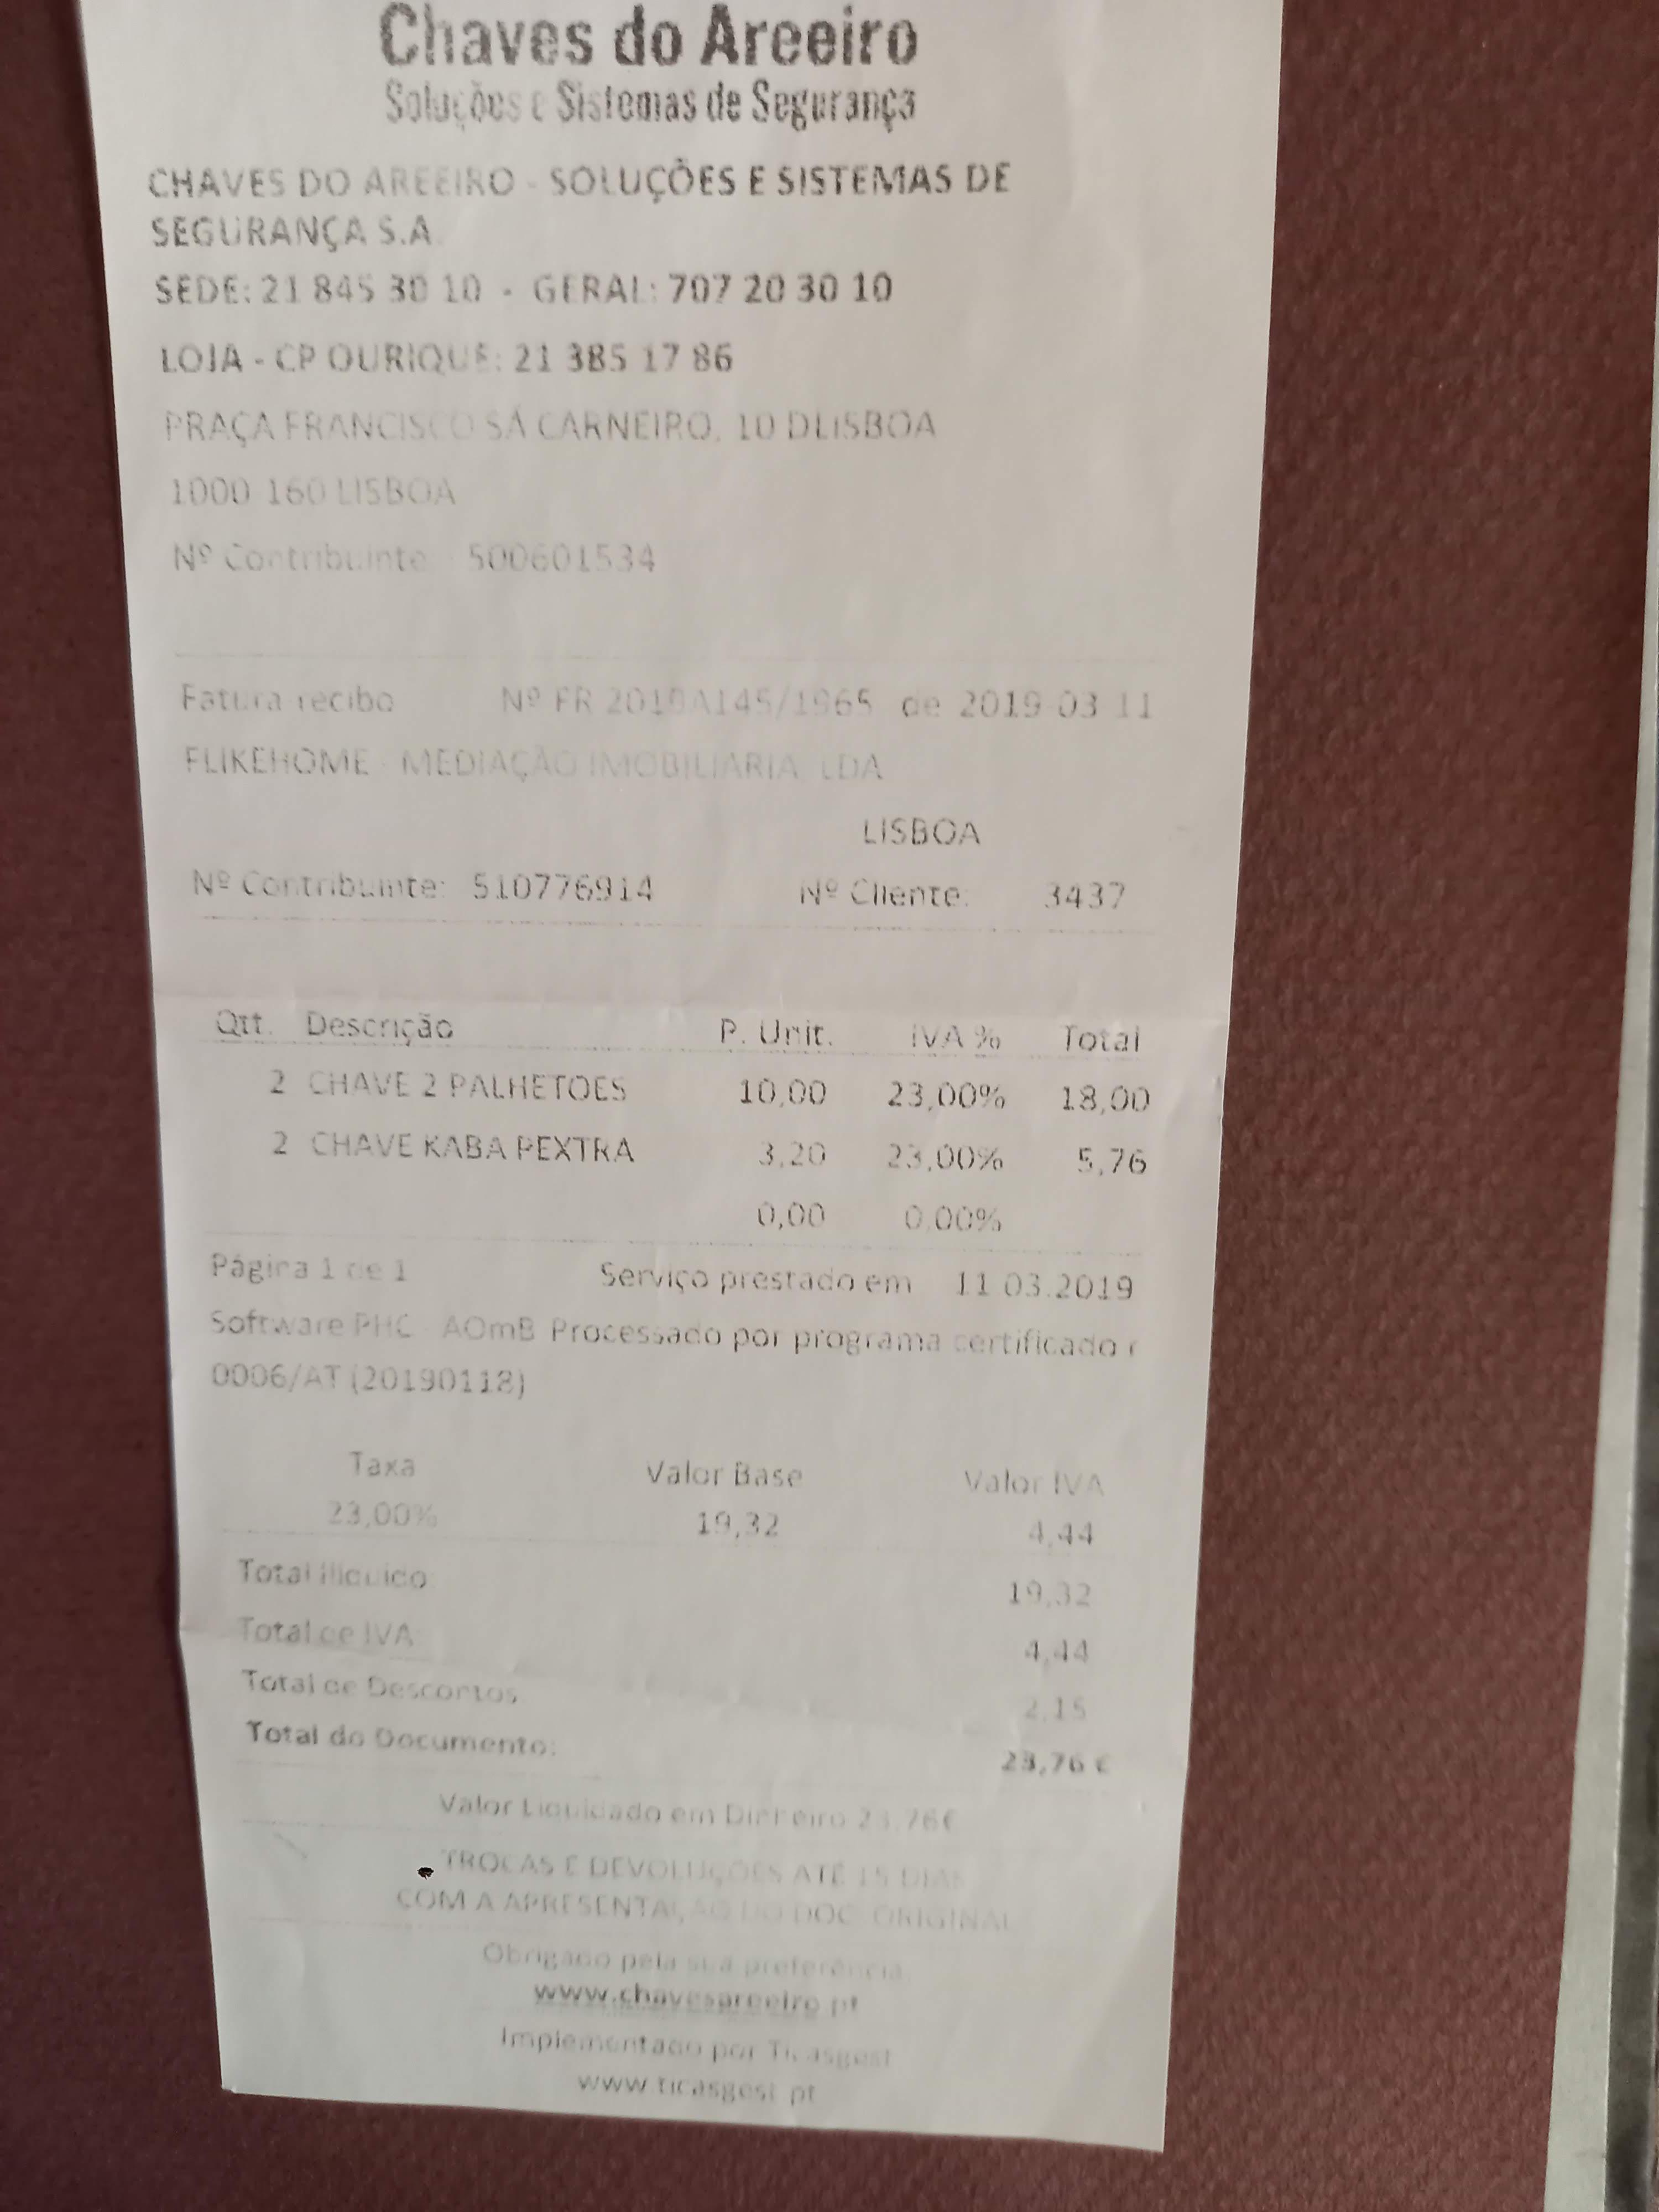 Chaves do Areeiro
Soluções e Sistemas de Segurança
CHAVES DO AREEIRO - SOLUÇÕES E SISTEMAS DE
SEGURANÇA S.A.
SEDE: 21 845 30 10 - GERAL: 707 20 30 10
LOJA - CP OURIQUE: 21 385 17 86
PRAÇA FRANCISCO SÁ CARNEIRO, 10 DLISBOA
1000 160 LISBOA
Nº Contribuinte 500601534
Fatura recibo Nº FR 2019A145/1965 de 2019-03-11
FLIKEHOME - MEDIAÇÃO IMOBILIARIA LDA
LISBOA
Nº Contribuinte: 510776914 Nº Cliente: 3437
Qtt. Descrição P. Unit. IVA % Total
2 CHAVE 2 PALHETOES 10,00 23,00% 18,00
2 CHAVE KABA PEXTRA 3,20 23,00% 5,76
0,00 0,00%
Página 1 de 1 Serviço prestado em 11.03.2019
Software PHC - AOmB-Processado por programa certificado
0006/AT (20190118)
Taxa Valor Base Valor IVA
23,00% 19,32 4,44
Total Ilíquido 19,32
Total de IVA 4,44
Total de Descontos 2,15
Total do Documento: 23,76 €
Valor Liquidado em Dinheiro 23,76€
TROCAS E DEVOLUÇÕES ATÉ 15 DIAS
COM A APRESENTAÇÃO DO DOC. ORIGINAL
Obrigado pela sua preferência
www.chavesareeiro.pt
Implementado por Ticasgest
www.ticasgest.pt